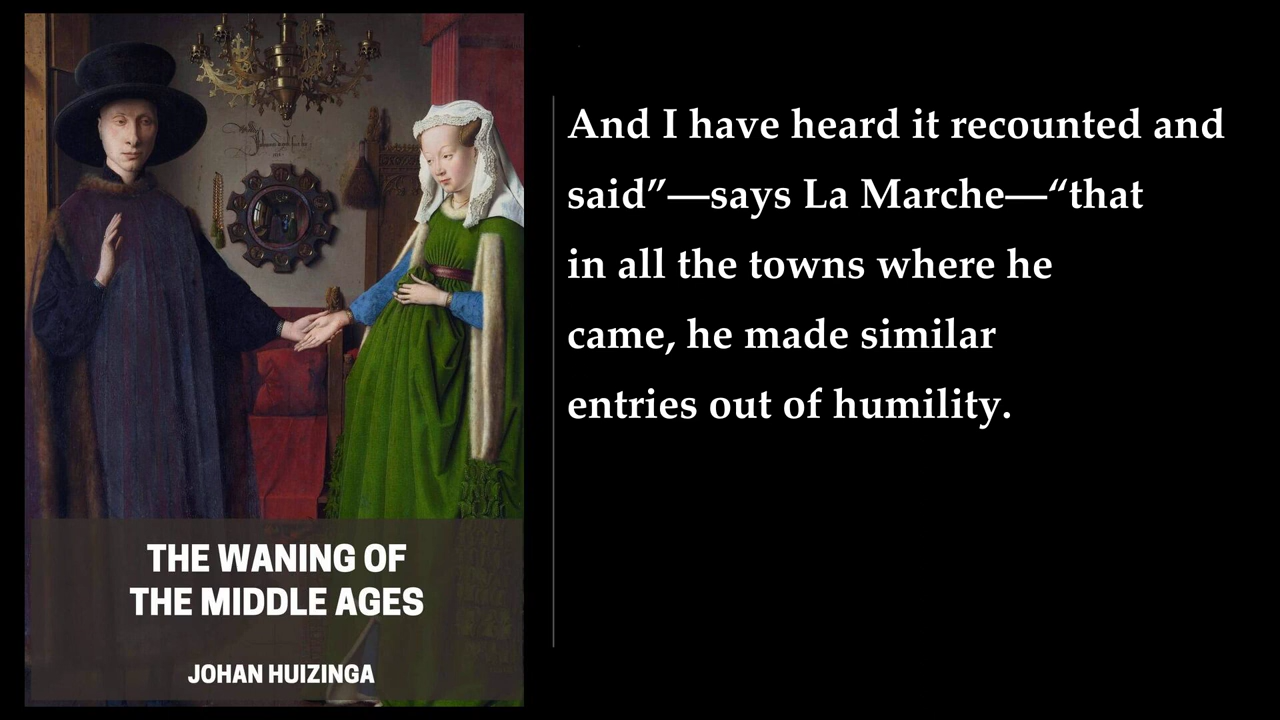 THE WANING OF
THE MIDDLE AGES
JOHAN HUIZINGA
And I have heard it recounted and
said”—says La Marche—“that
in all the towns where he
came, he made similar
entries out of humility.